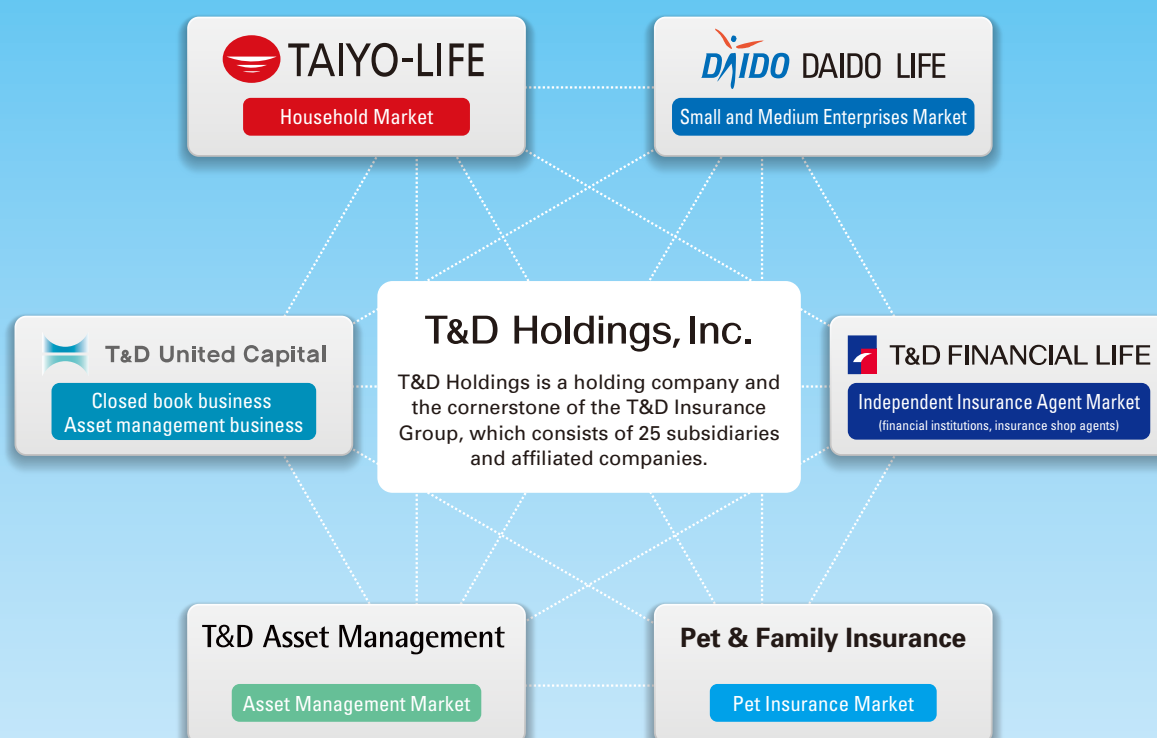 TAIYO-LIFE
Household Market
DAIDO DAIDO LIFE
Small and Medium Enterprises Market
T&D United Capital
Closed book business
Asset management business
T&D Holdings, Inc.
T&D Holdings is a holding company and
the cornerstone of the T&D Insurance
Group, which consists of 25 subsidiaries
and affiliated companies.
T&D FINANCIAL LIFE
Independent Insurance Agent Market
(financial institutions, insurance shop agents)
T&D Asset Management
Asset Management Market
Pet & Family Insurance
Pet Insurance Market